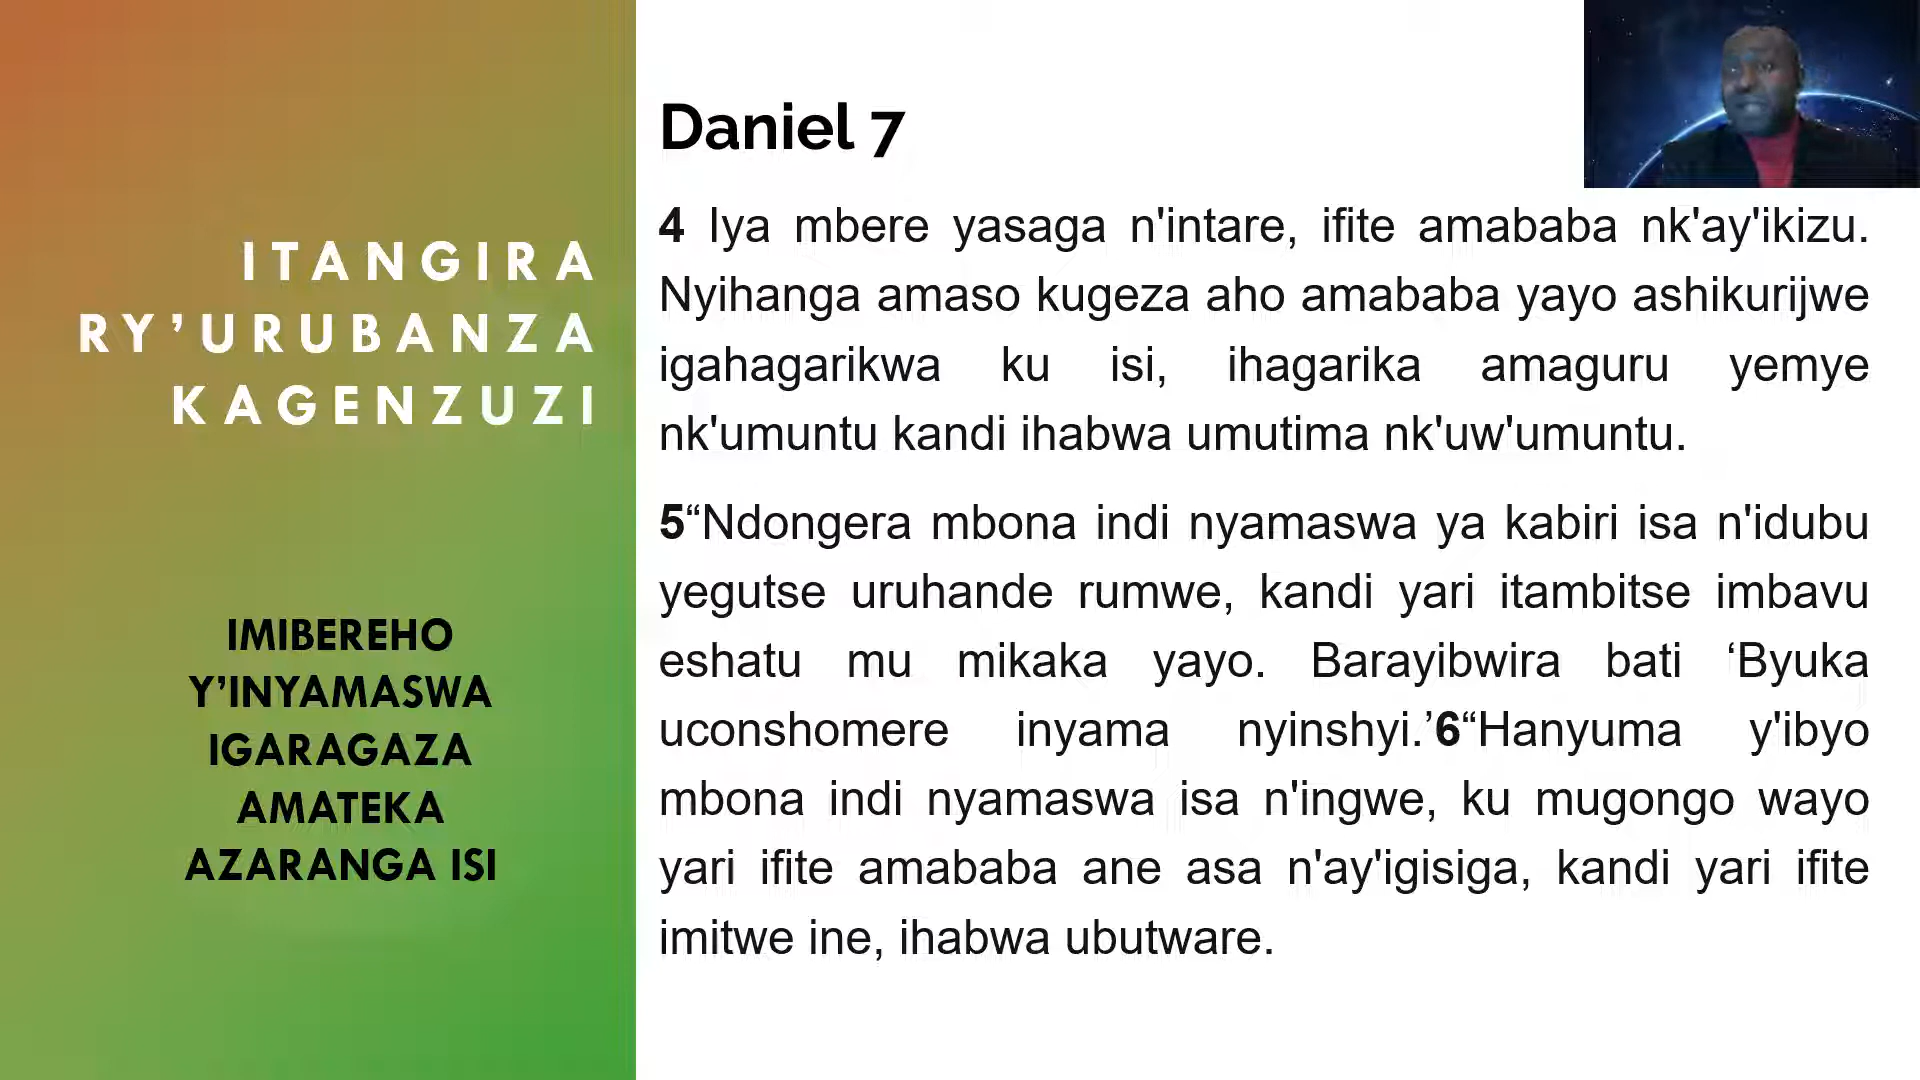 ITANGIRA
RY’URUBANZA
KAGENZUZI
IMIBEREHO
Y’INYAMASWA
IGARAGAZA
AMATEKA
AZARANGA ISI
Daniel 7
4 Iya mbere yasaga n'intare, ifite amababa nk'ay'ikizu.
Nyihanga amaso kugeza aho amababa yayo ashikurijwe
igahagarikwa ku isi, ihagarika amaguru yemye
nk'umuntu kandi ihabwa umutima nk'uw'umuntu.
5“Ndongera mbona indi nyamaswa ya kabiri isa n'idubu
yegutse uruhande rumwe, kandi yari itambitse imbavu
eshatu mu mikaka yayo. Barayibwira bati ‘Byuka
uconshomere inyama nyinshyi.’6“Hanyuma y'ibyo
mbona indi nyamaswa isa n'ingwe, ku mugongo wayo
yari ifite amababa ane asa n'ay'igisiga, kandi yari ifite
imitwe ine, ihabwa ubutware.